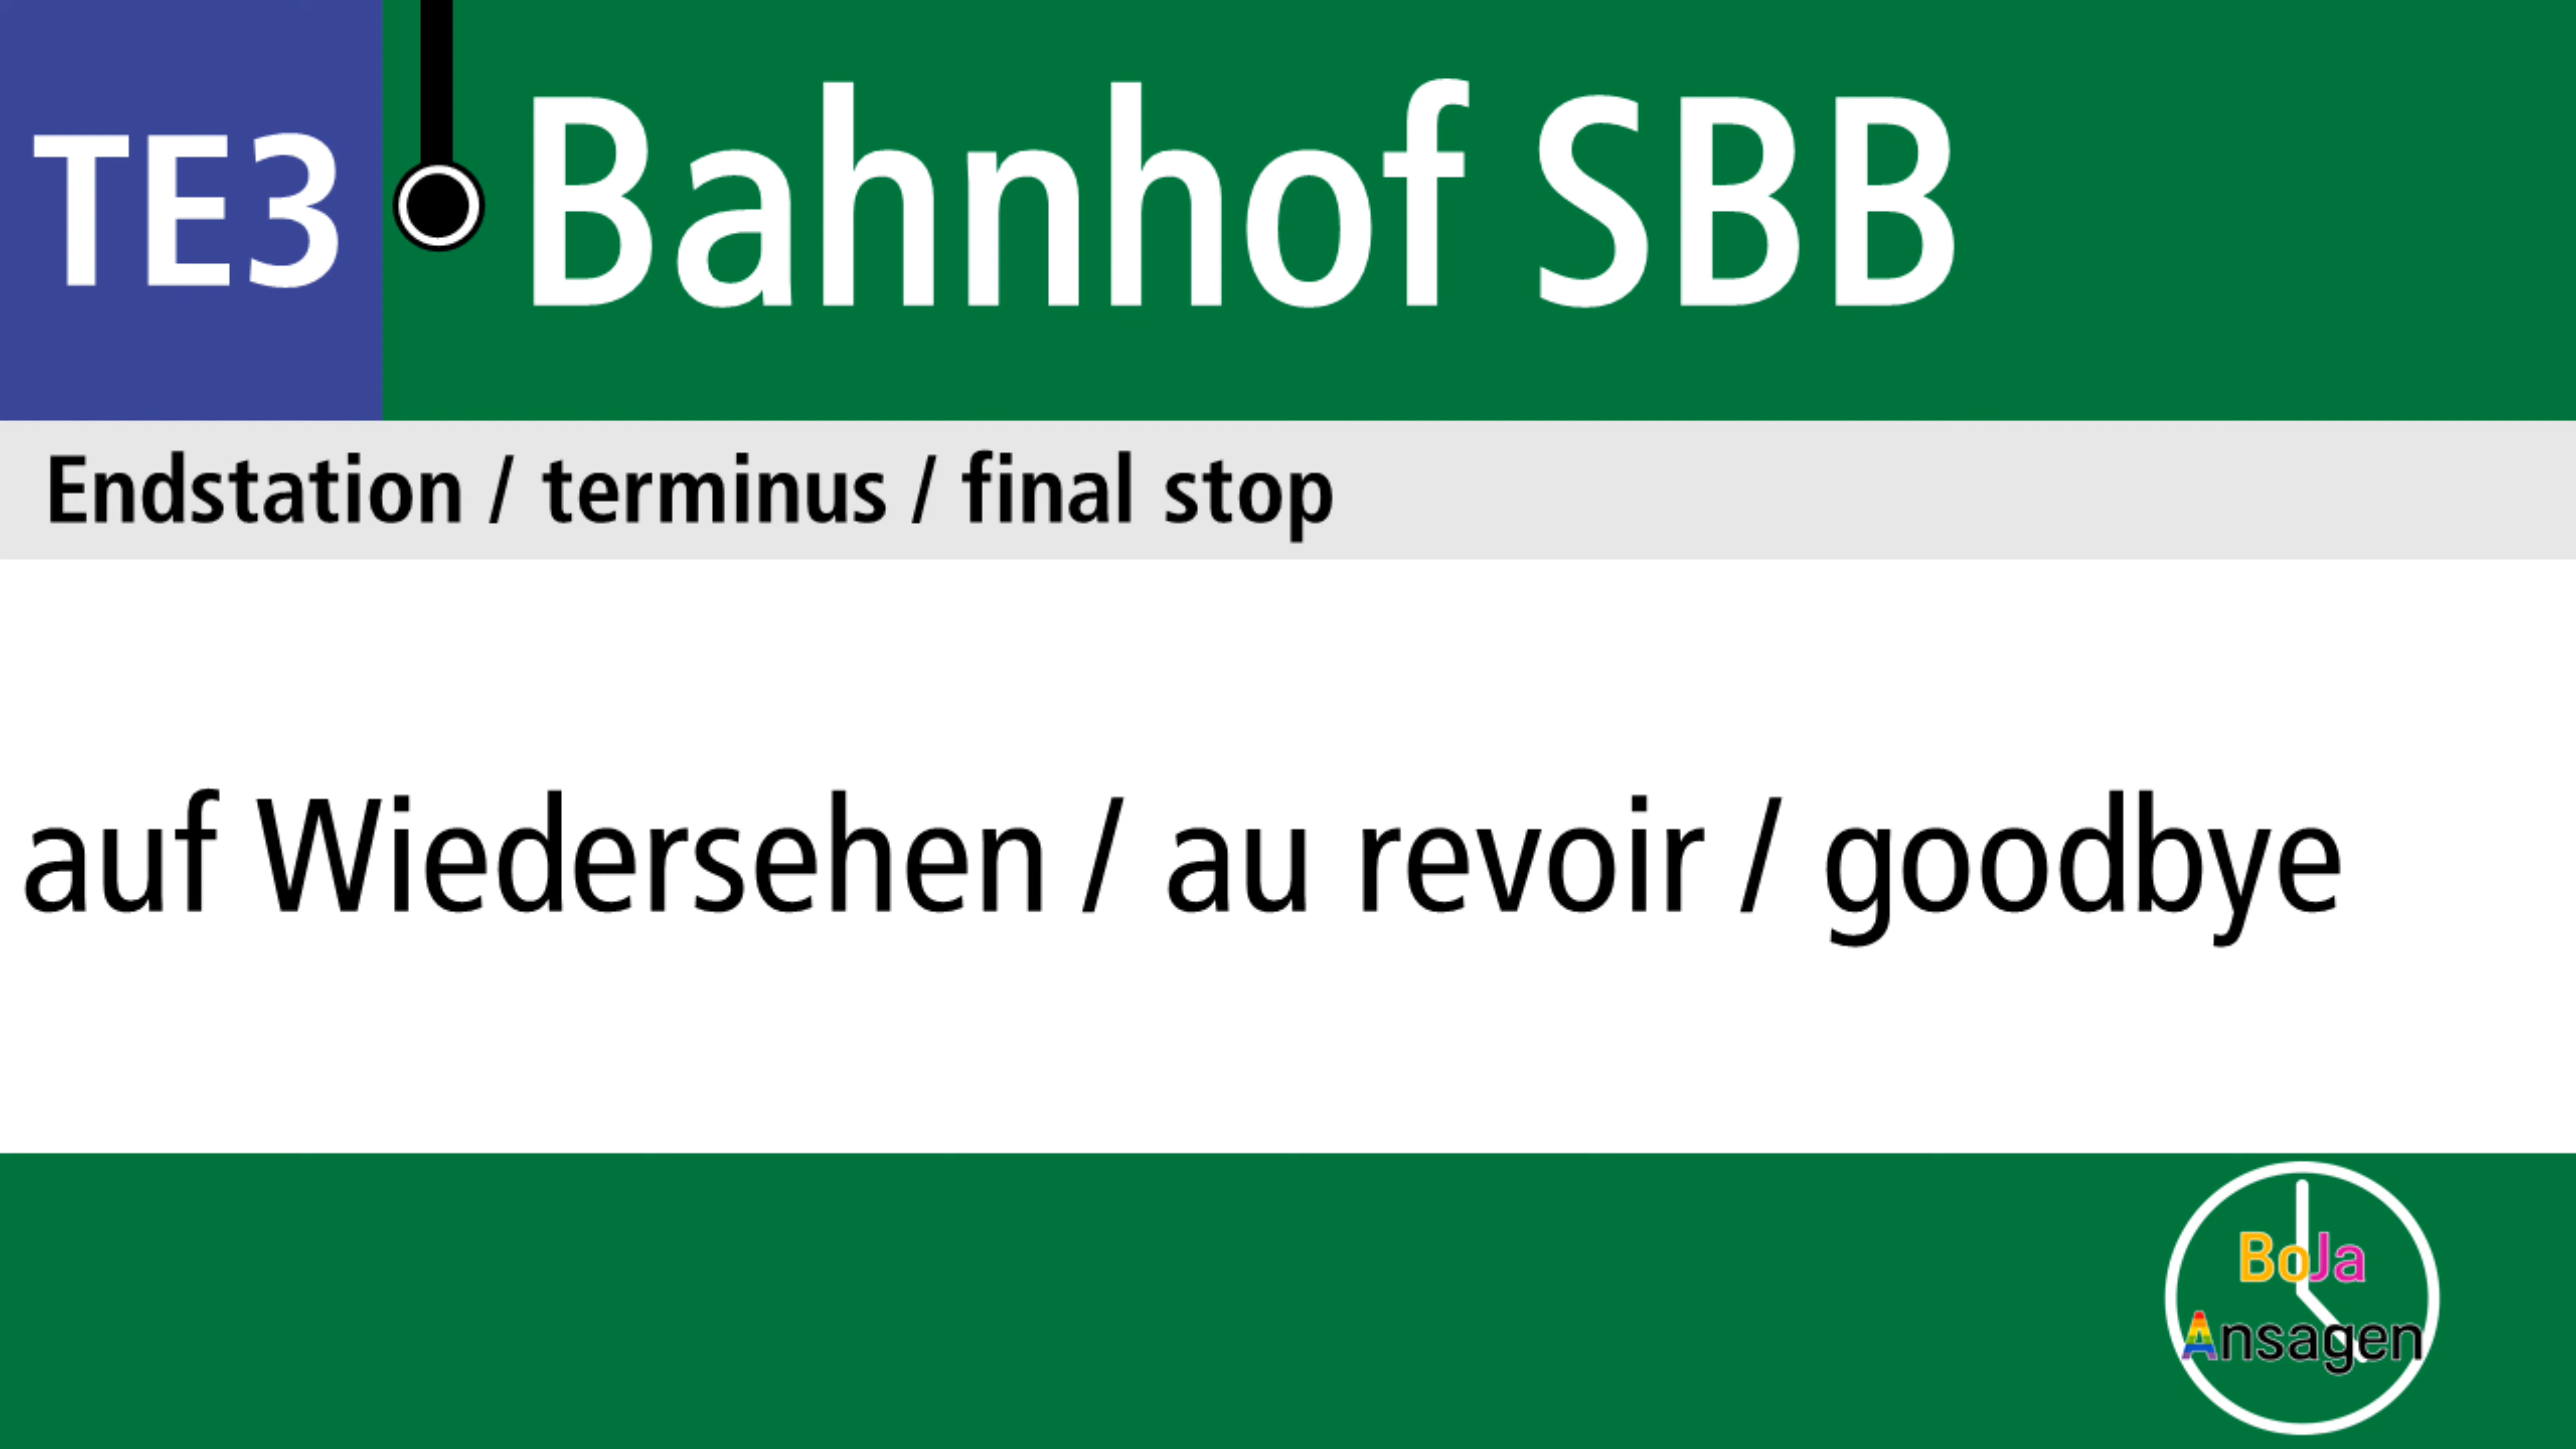 TE3 Bahnhof SBB
Endstation / terminus / final stop
auf Wiedersehen / au revoir / goodbye
BoJa
Ansagen